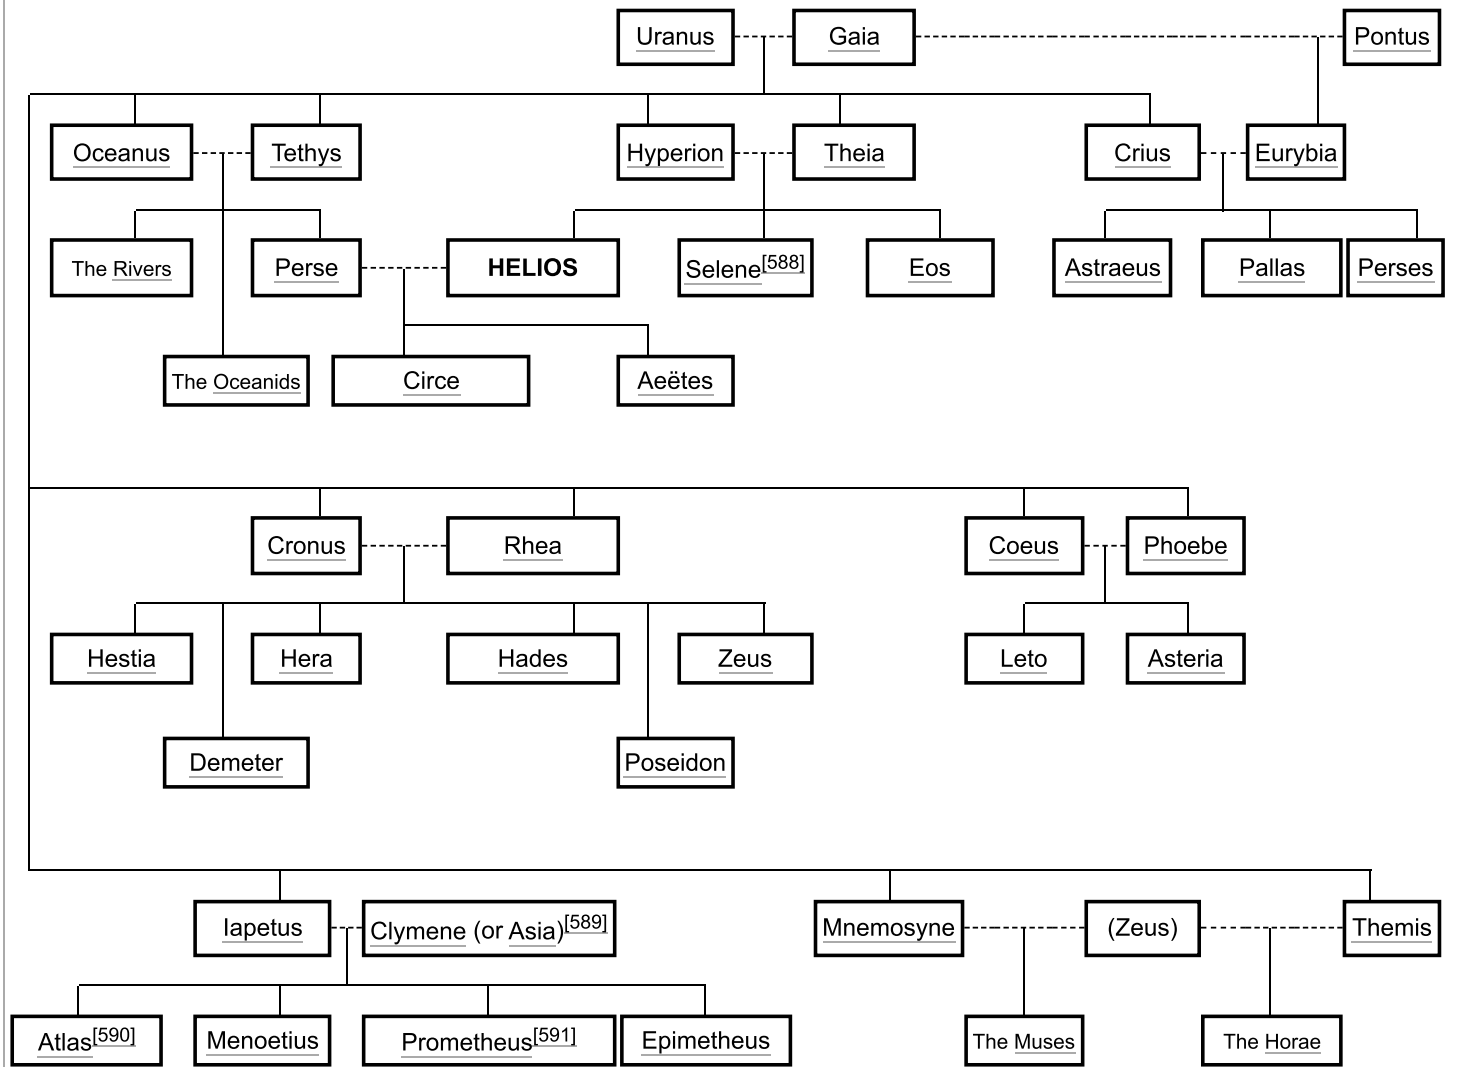 Uranus
Gaia
Pontus
Oceanus
Tethys
Hyperion
Theia
Crius
Eurybia
The Rivers
Perse
HELIOS
Selene[588]
Eos
Astraeus
Pallas
Perses
The Oceanids
Circe
Aeëtes
Cronus
Rhea
Coeus
Phoebe
Hestia
Hera
Hades
Zeus
Leto
Asteria
Demeter
Poseidon
Iapetus
Clymene (or Asia)[589]
Mnemosyne
(Zeus)
Themis
Atlas[590]
Menoetius
Prometheus[591]
Epimetheus
The Muses
The Horae